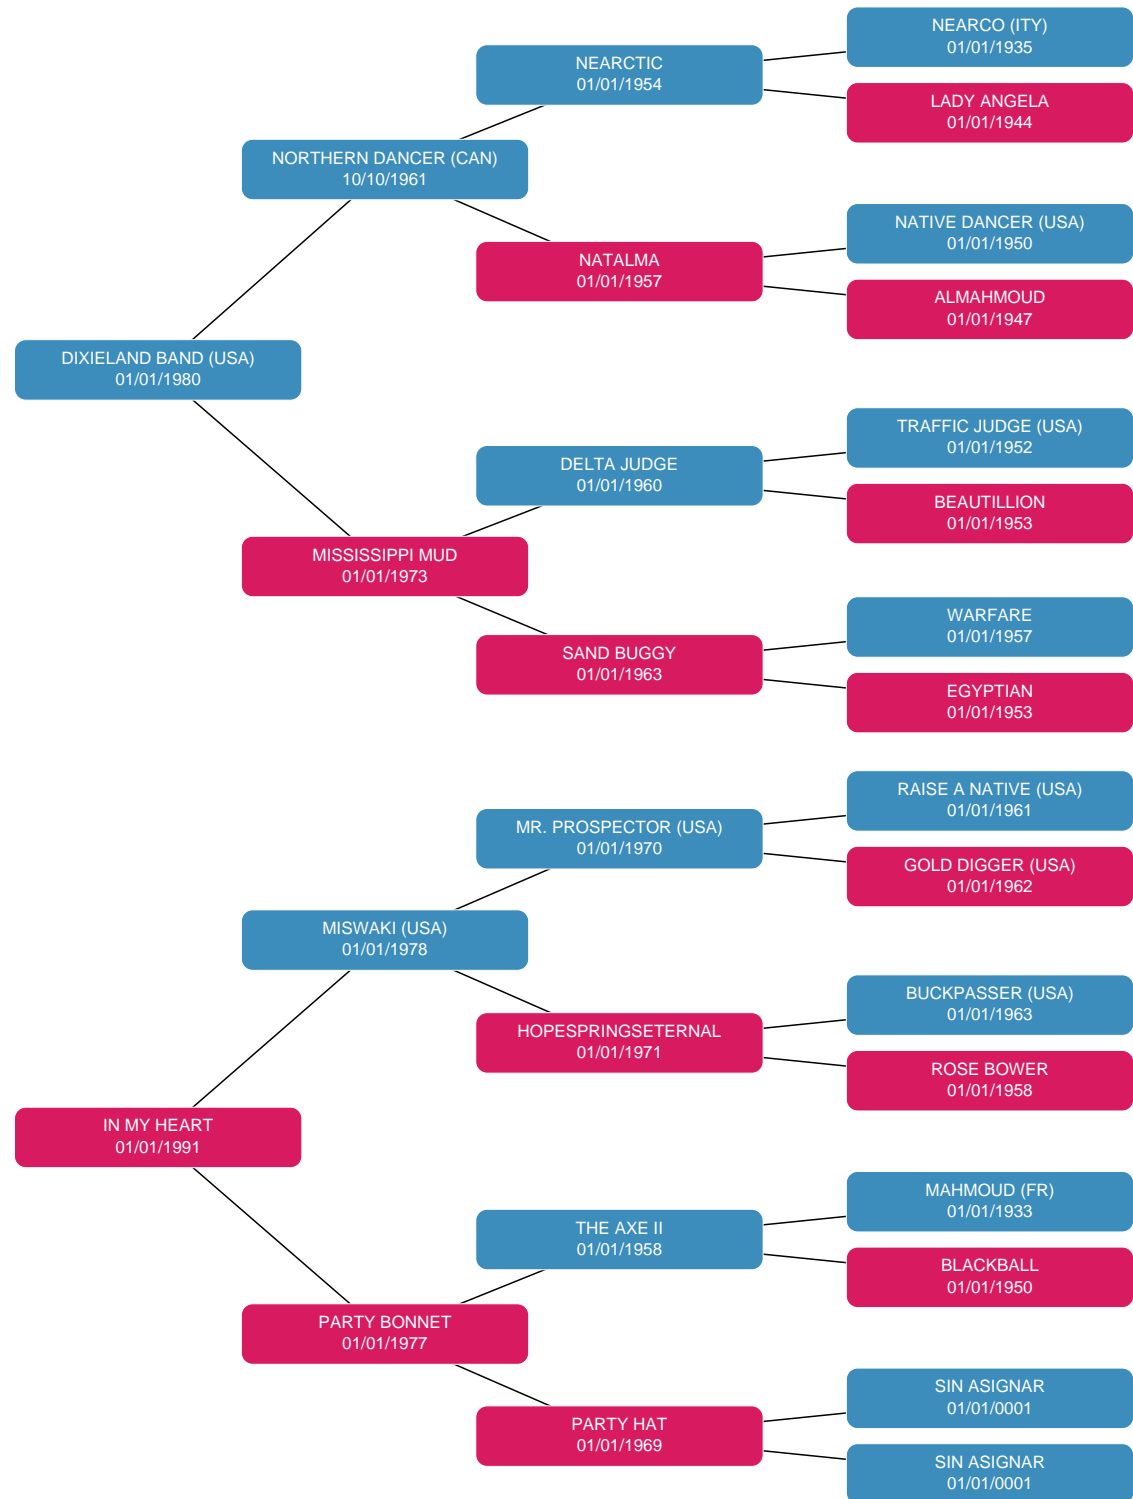 NEARCO (ITY)
01/01/1935
NEARCTIC
01/01/1954
LADY ANGELA
01/01/1944
NORTHERN DANCER (CAN)
10/10/1961
NATIVE DANCER (USA)
01/01/1950
NATALMA
01/01/1957
ALMAHMOUD
01/01/1947
DIXIELAND BAND (USA)
01/01/1980
TRAFFIC JUDGE (USA)
01/01/1952
DELTA JUDGE
01/01/1960
BEAUTILLION
01/01/1953
MISSISSIPPI MUD
01/01/1973
WARFARE
01/01/1957
SAND BUGGY
01/01/1963
EGYPTIAN
01/01/1953
RAISE A NATIVE (USA)
01/01/1961
MR. PROSPECTOR (USA)
01/01/1970
GOLD DIGGER (USA)
01/01/1962
MISWAKI (USA)
01/01/1978
BUCKPASSER (USA)
01/01/1963
HOPESPRINGSETERNAL
01/01/1971
ROSE BOWER
01/01/1958
IN MY HEART
01/01/1991
MAHMOUD (FR)
01/01/1933
THE AXE II
01/01/1958
BLACKBALL
01/01/1950
PARTY BONNET
01/01/1977
SIN ASIGNAR
01/01/0001
PARTY HAT
01/01/1969
SIN ASIGNAR
01/01/0001